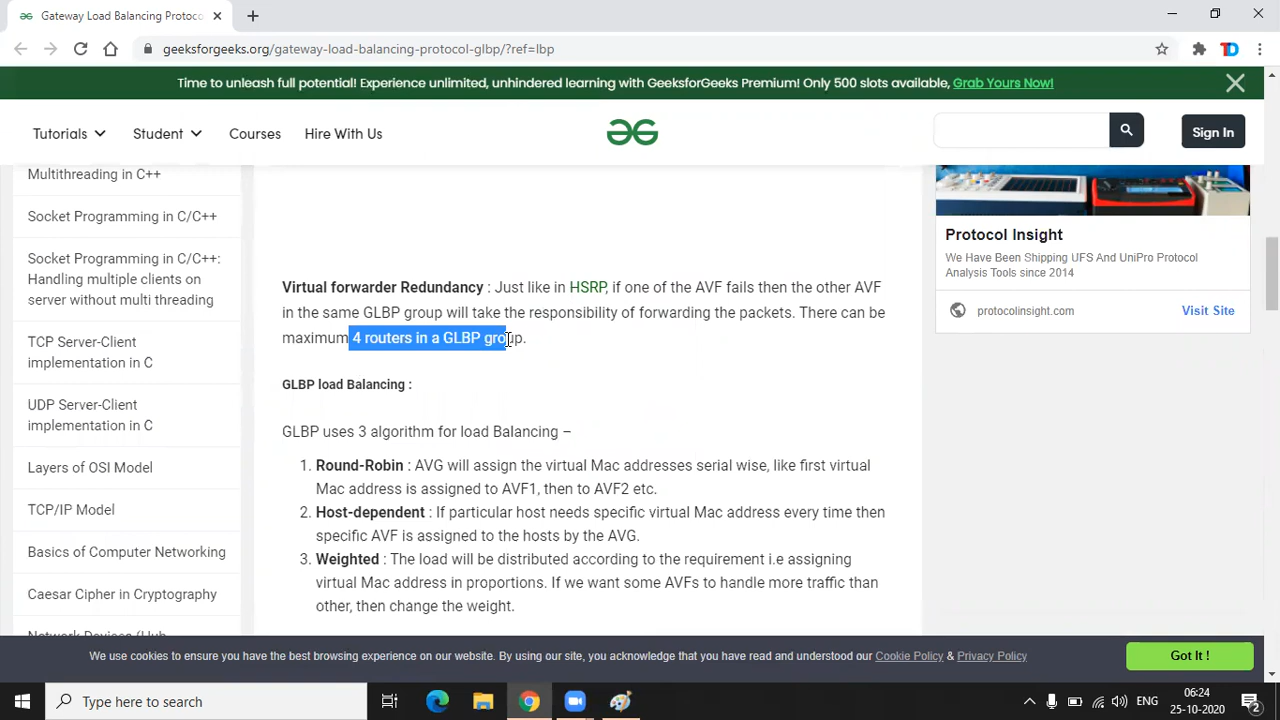 Gateway Load Balancing Protoco
geeksforgeeks.org/gateway-load-balancing-protocol-glbp/?ref=lbp
Time to unleash full potential! Experience unlimited, unhindered learning with GeeksforGeeks Premium! Only 500 slots available, Grab Yours Now!
Tutorials
Student
Courses
Hire With Us
Sign In
Multithreading in C++
Socket Programming in C/C++
Socket Programming in C/C++:
Handling multiple clients on
server without multi threading
TCP Server-Client
implementation in C
UDP Server-Client
implementation in C
Layers of OSI Model
TCP/IP Model
Basics of Computer Networking
Caesar Cipher in Cryptography
Network Devices (Hub,
Virtual forwarder Redundancy : Just like in HSRP, if one of the AVF fails then the other AVF
in the same GLBP group will take the responsibility of forwarding the packets. There can be
maximum 4 routers in a GLBP group.
GLBP load Balancing :
GLBP uses 3 algorithm for load Balancing –
1. Round-Robin : AVG will assign the virtual Mac addresses serial wise, like first virtual
Mac address is assigned to AVF1, then to AVF2 etc.
2. Host-dependent : If particular host needs specific virtual Mac address every time then
specific AVF is assigned to the hosts by the AVG.
3. Weighted : The load will be distributed according to the requirement i.e assigning
virtual Mac address in proportions. If we want some AVFs to handle more traffic than
other, then change the weight.
Protocol Insight
We Have Been Shipping UFS And UniPro Protocol
Analysis Tools since 2014
protocolinsight.com
Visit Site
We use cookies to ensure you have the best browsing experience on our website. By using our site, you acknowledge that you have read and understood our Cookie Policy & Privacy Policy
Got It !
Type here to search
ENG
06:24
25-10-2020
2